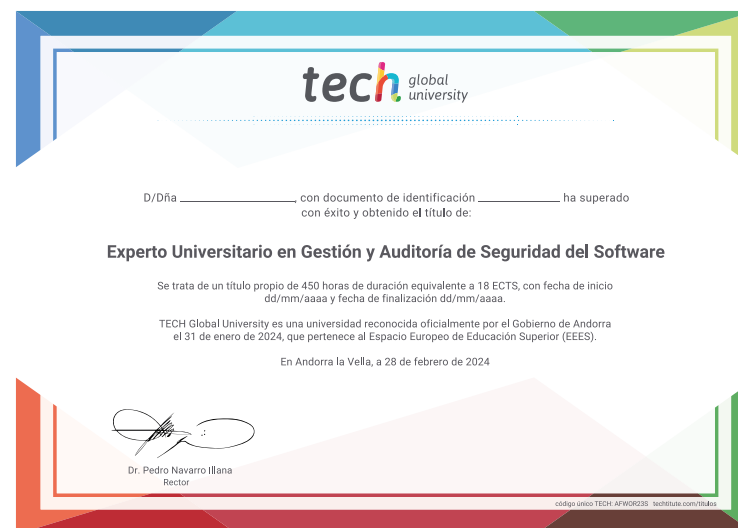 tech global university
D/Dña ____________, con documento de identificación ____________ ha superado
con éxito y obtenido el título de:
Experto Universitario en Gestión y Auditoría de Seguridad del Software
Se trata de un título propio de 450 horas de duración equivalente a 18 ECTS, con fecha de inicio
dd/mm/aaaa y fecha de finalización dd/mm/aaaa.
TECH Global University es una universidad reconocida oficialmente por el Gobierno de Andorra
el 31 de enero de 2024, que pertenece al Espacio Europeo de Educación Superior (EEES).
En Andorra la Vella, a 28 de febrero de 2024
Dr. Pedro Navarro Illana
Rector
código único TECH: AFWOR23S techtitute.com/titulos